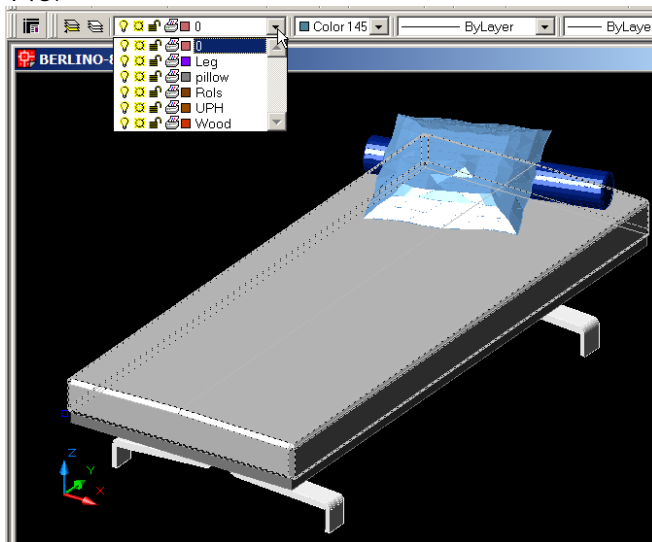 0 Color 145 ByLayer ByLaye
0
BERLINO-
Leg
pillow
Rols
UPH
Wood
Z
Y
X